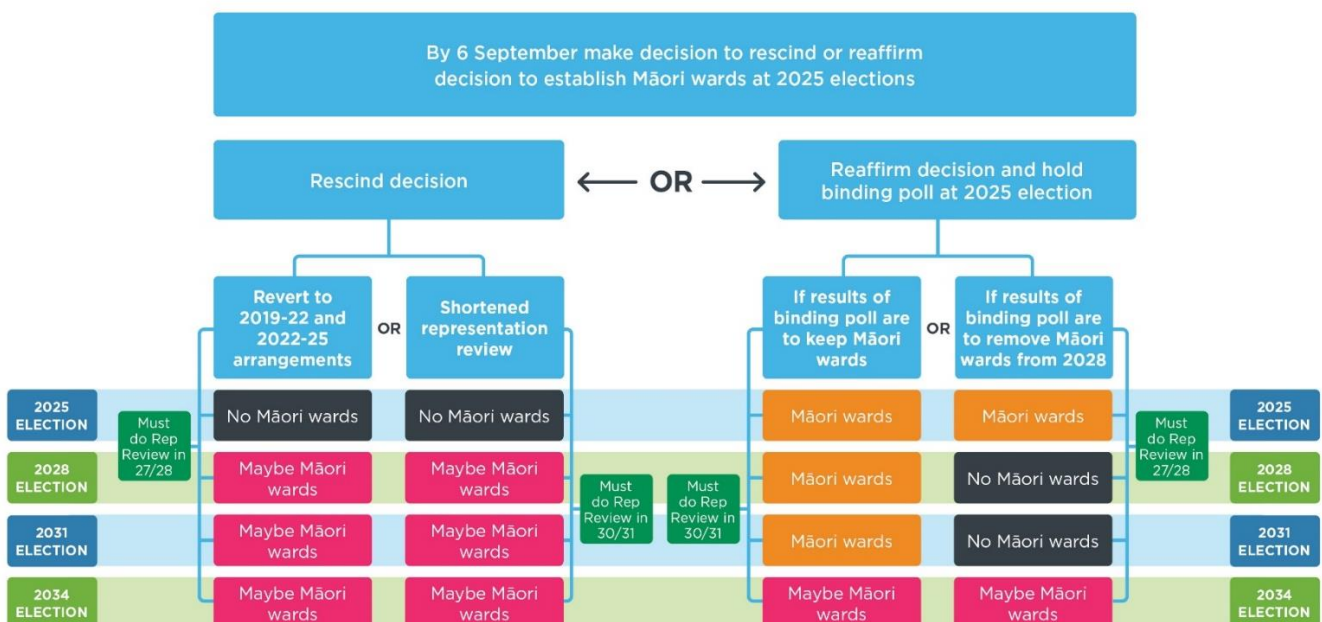 By 6 September make decision to rescind or reaffirm
decision to establish Māori wards at 2025 elections
Rescind decision
OR
Reaffirm decision and hold
binding poll at 2025 election
Revert to
2019-22 and
2022-25
arrangements
OR
Shortened
representation
review
If results of
binding poll are
to keep Māori
wards
OR
If results of
binding poll are
to remove Māori
wards from 2028
2025
ELECTION
Must
do Rep
Review in
27/28
No Māori wards
No Māori wards
Māori wards
Māori wards
Must
do Rep
Review in
27/28
2025
ELECTION
2028
ELECTION
Maybe Māori
wards
Maybe Māori
wards
Must
do Rep
Review in
30/31
Must
do Rep
Review in
30/31
Māori wards
No Māori wards
2028
ELECTION
2031
ELECTION
Maybe Māori
wards
Maybe Māori
wards
Māori wards
No Māori wards
2031
ELECTION
2034
ELECTION
Maybe Māori
wards
Maybe Māori
wards
Maybe Māori
wards
Maybe Māori
wards
2034
ELECTION